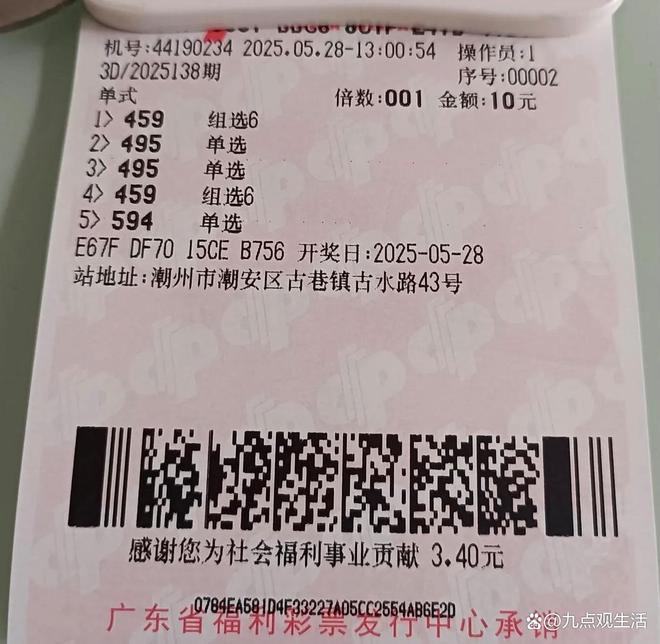 机号:44190234 2025.05.28-13:00:54 操作员:1
3D/2025138期 序号:00002
单式 倍数:001 金额:10元
1> 459 组选6
2> 495 单选
3> 495 单选
4> 459 组选6
5> 594 单选
E67F DF70 15CE B756 开奖日:2025-05-28
站地址:潮州市潮安区古巷镇古水路43号
感谢您为社会福利事业贡献 3.40元
0784EA581D4F33227A05CC2554AB6E2D
广东省福利彩票发行中心承销
@九点观生活